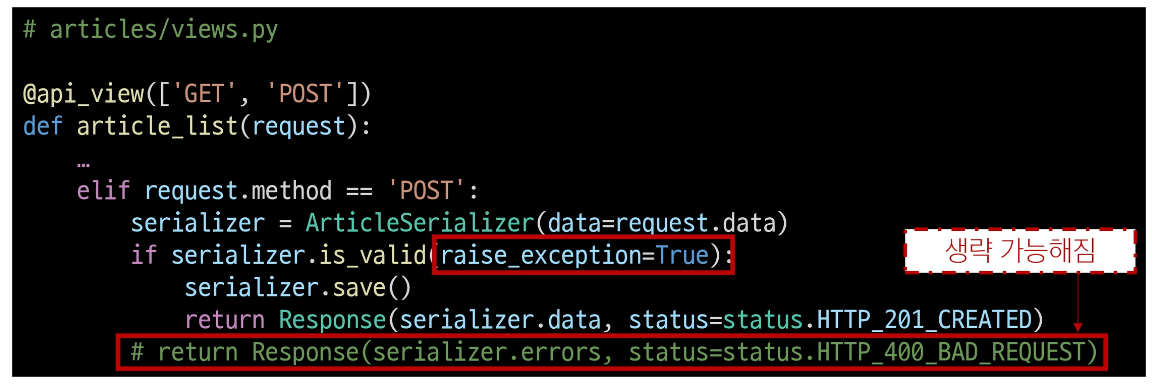 # articles/views.py
@api_view(['GET', 'POST'])
def article_list(request):
    …
    elif request.method == 'POST':
        serializer = ArticleSerializer(data=request.data)
        if serializer.is_valid(raise_exception=True):
            serializer.save()
            return Response(serializer.data, status=status.HTTP_201_CREATED)
        # return Response(serializer.errors, status=status.HTTP_400_BAD_REQUEST)
생략 가능해짐